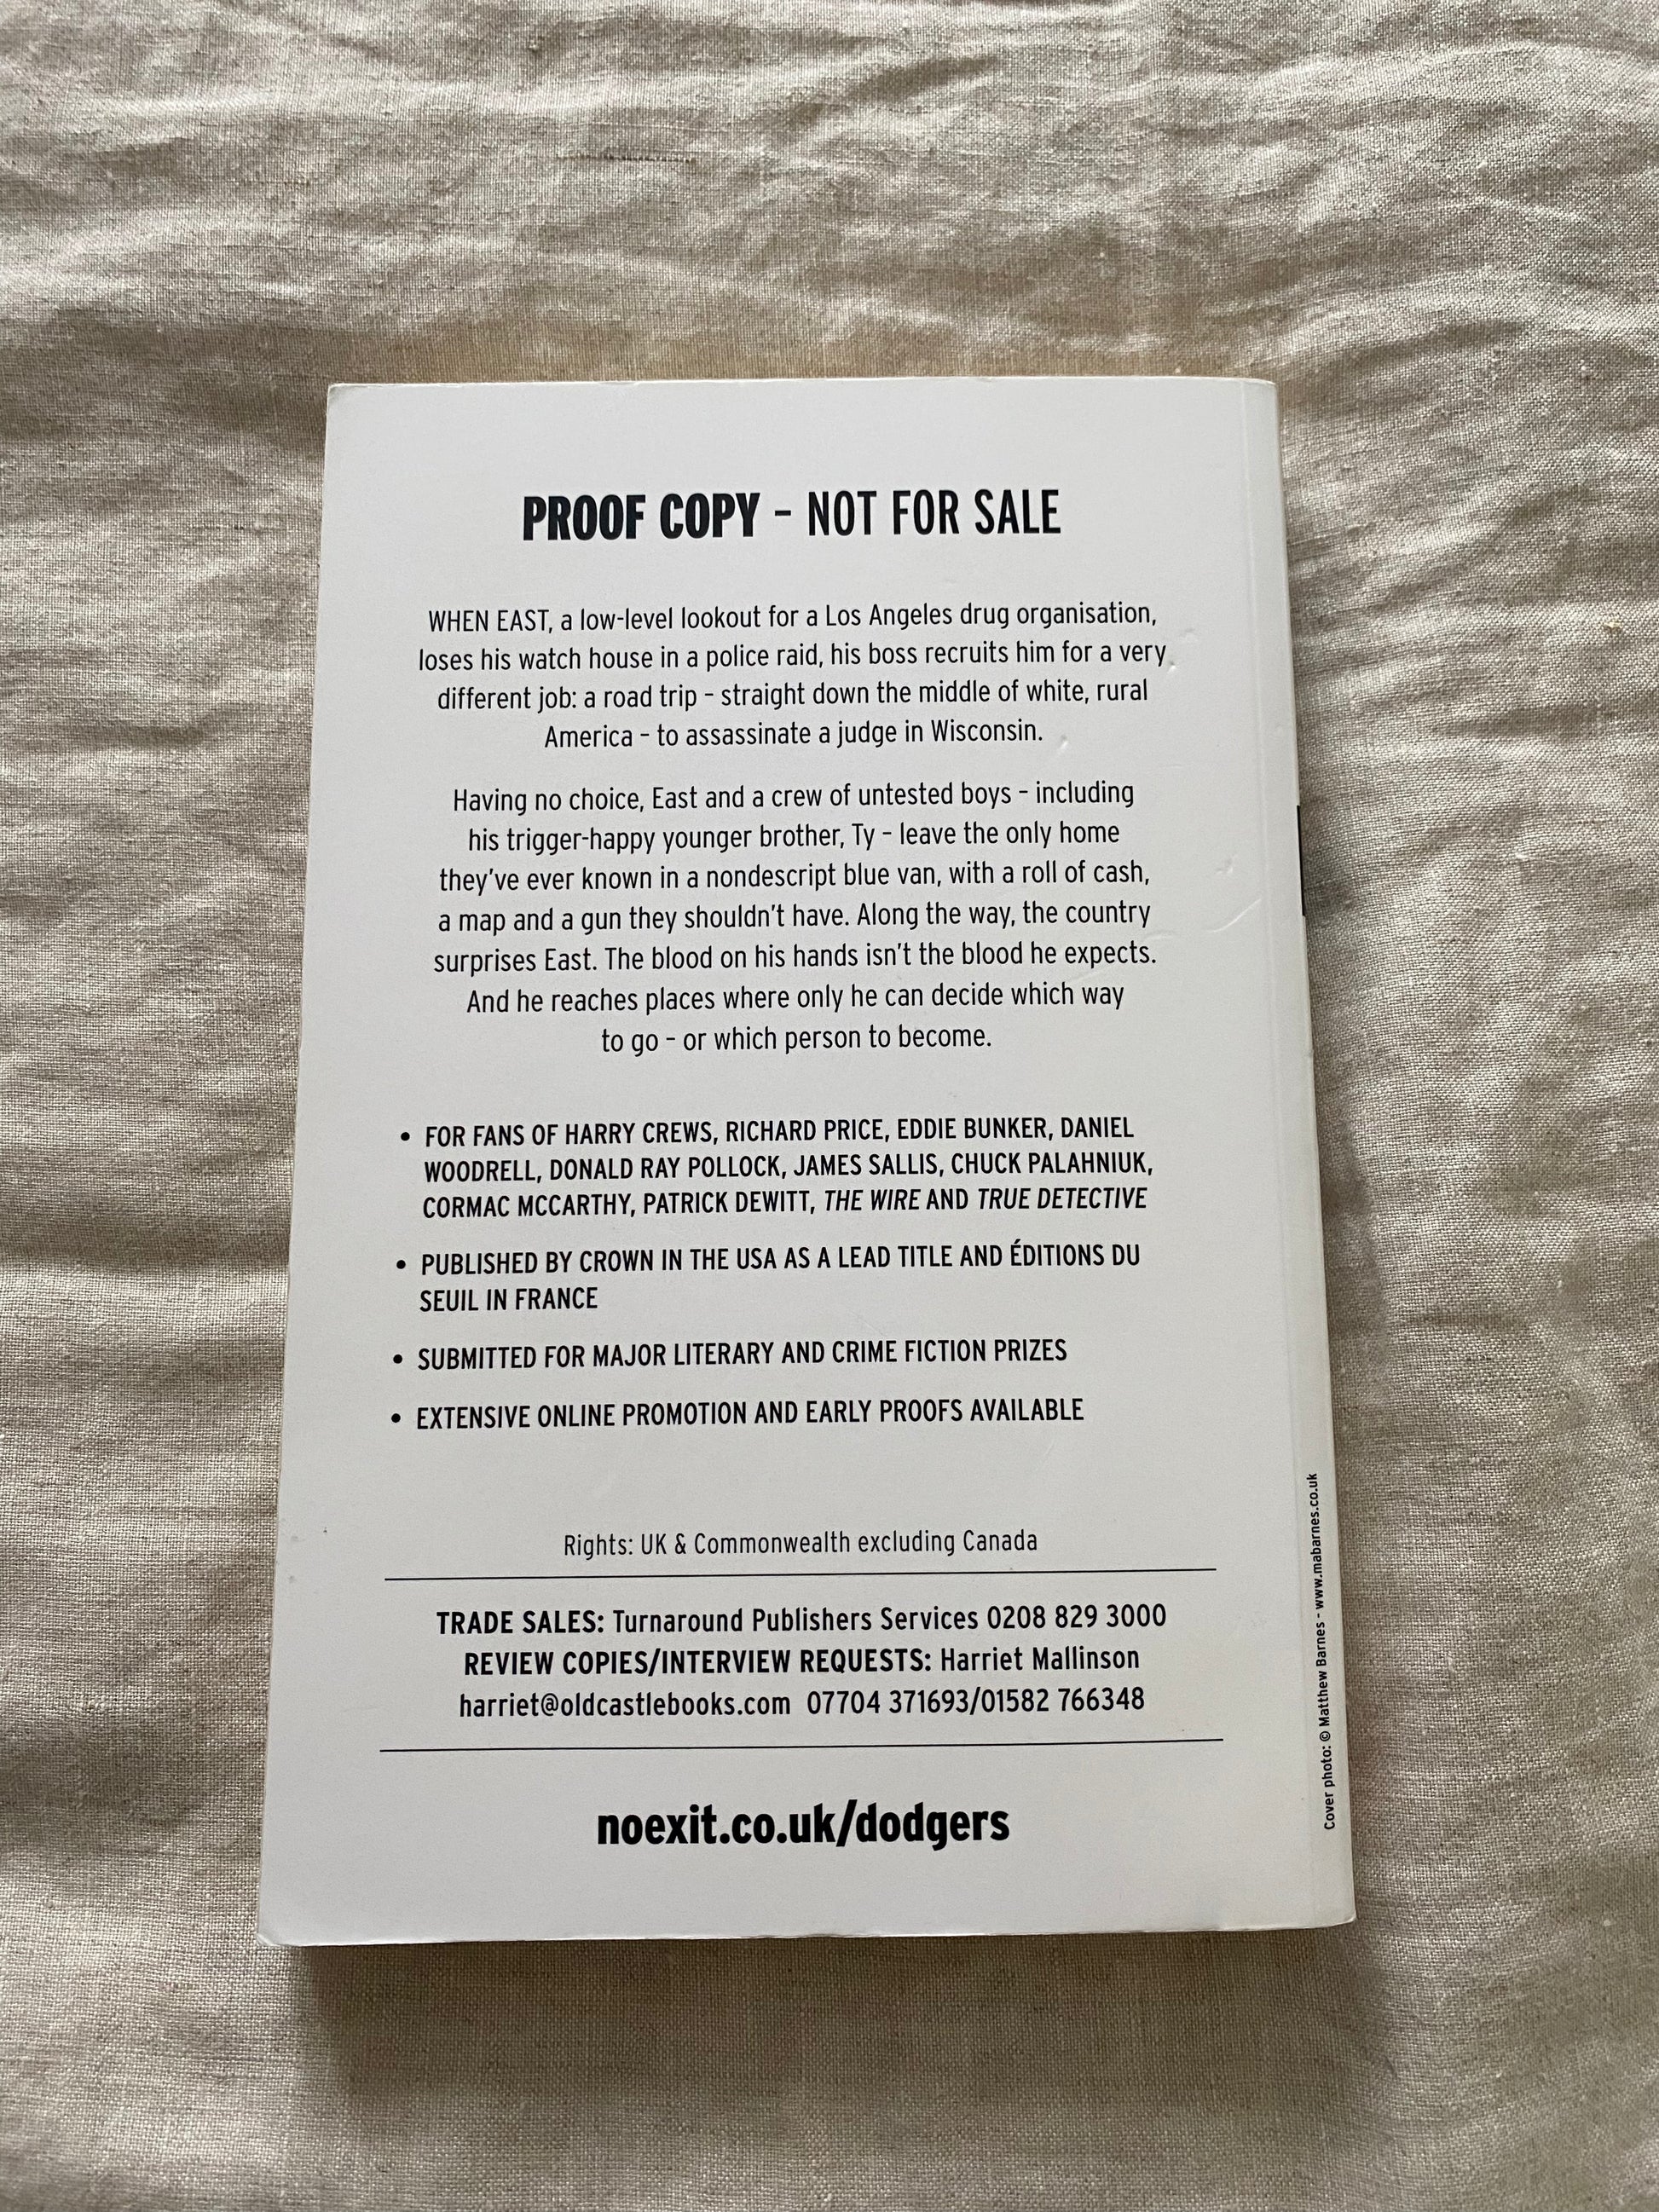 PROOF COPY – NOT FOR SALE
WHEN EAST, a low-level lookout for a Los Angeles drug organisation,
loses his watch house in a police raid, his boss recruits him for a very
different job: a road trip – straight down the middle of white, rural
America – to assassinate a judge in Wisconsin.
Having no choice, East and a crew of untested boys – including
his trigger-happy younger brother, Ty – leave the only home
they've ever known in a nondescript blue van, with a roll of cash,
a map and a gun they shouldn't have. Along the way, the country
surprises East. The blood on his hands isn't the blood he expects.
And he reaches places where only he can decide which way
to go – or which person to become.
• FOR FANS OF HARRY CREWS, RICHARD PRICE, EDDIE BUNKER, DANIEL
WOODRELL, DONALD RAY POLLOCK, JAMES SALLIS, CHUCK PALAHNIUK,
CORMAC MCCARTHY, PATRICK DEWITT, THE WIRE AND TRUE DETECTIVE
• PUBLISHED BY CROWN IN THE USA AS A LEAD TITLE AND ÉDITIONS DU
SEUIL IN FRANCE
• SUBMITTED FOR MAJOR LITERARY AND CRIME FICTION PRIZES
• EXTENSIVE ONLINE PROMOTION AND EARLY PROOFS AVAILABLE
Rights: UK & Commonwealth excluding Canada
TRADE SALES: Turnaround Publishers Services 0208 829 3000
REVIEW COPIES/INTERVIEW REQUESTS: Harriet Mallinson
harriet@oldcastlebooks.com 07704 371693/01582 766348
noexit.co.uk/dodgers
Cover photo: © Matthew Barnes – www.mabarnes.co.uk